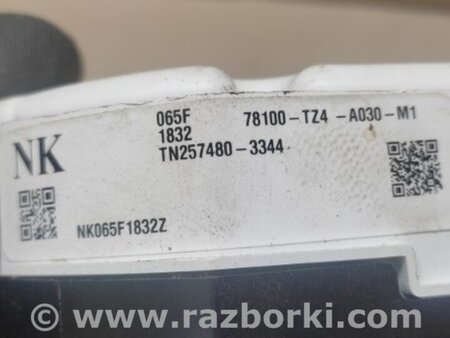 065F 78100-TZ4 -A030-M1
1832
NK TN257480-3344
NK065F1832Z
www.razborki.com